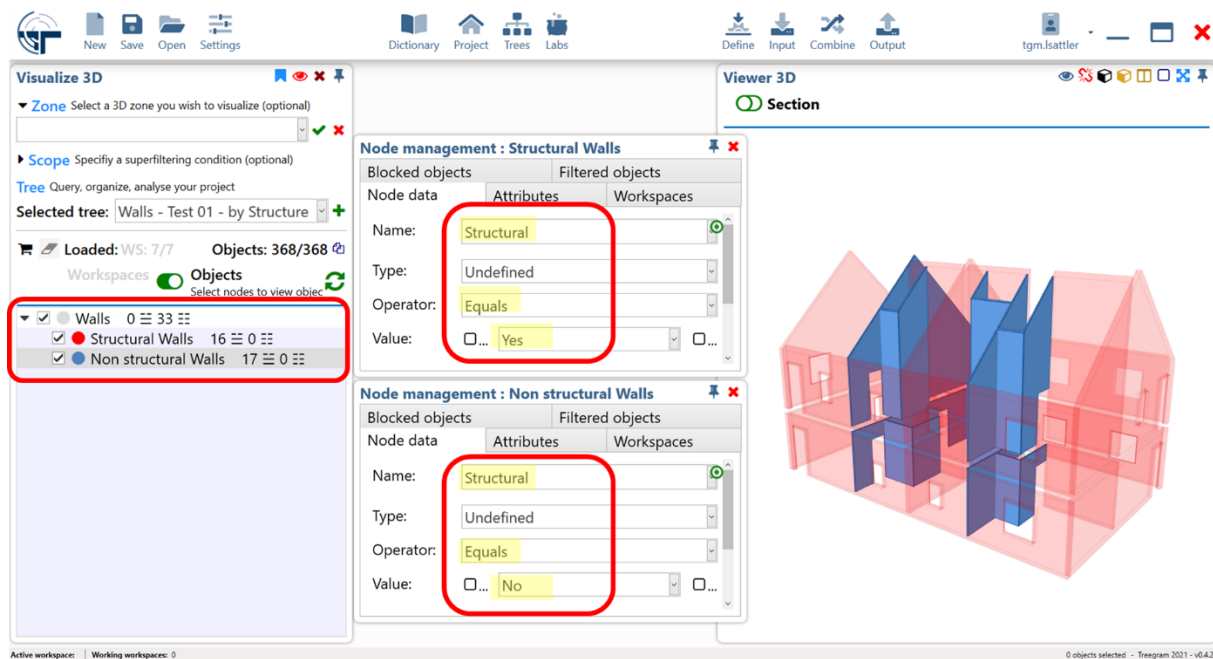 New Save Open Settings
Dictionary Project Trees Labs
Define Input Combine Output
tgm.lsattler
Visualize 3D
Zone Select a 3D zone you wish to visualize (optional)
Scope Specifiy a superfiltering condition (optional)
Tree Query, organize, analyse your project
Selected tree: Walls - Test 01 - by Structure
Loaded: WS: 7/7 Objects: 368/368
Workspaces Objects
Select nodes to view objec
Walls 0 33
Structural Walls 16 0
Non structural Walls 17 0
Node management : Structural Walls
Blocked objects Filtered objects
Node data Attributes Workspaces
Name: Structural
Type: Undefined
Operator: Equals
Value: ... Yes ...
Node management : Non structural Walls
Blocked objects Filtered objects
Node data Attributes Workspaces
Name: Structural
Type: Undefined
Operator: Equals
Value: ... No ...
Viewer 3D
Section
Active workspace: Working workspaces: 0
0 objects selected - Treegram 2021 - v0.4.2